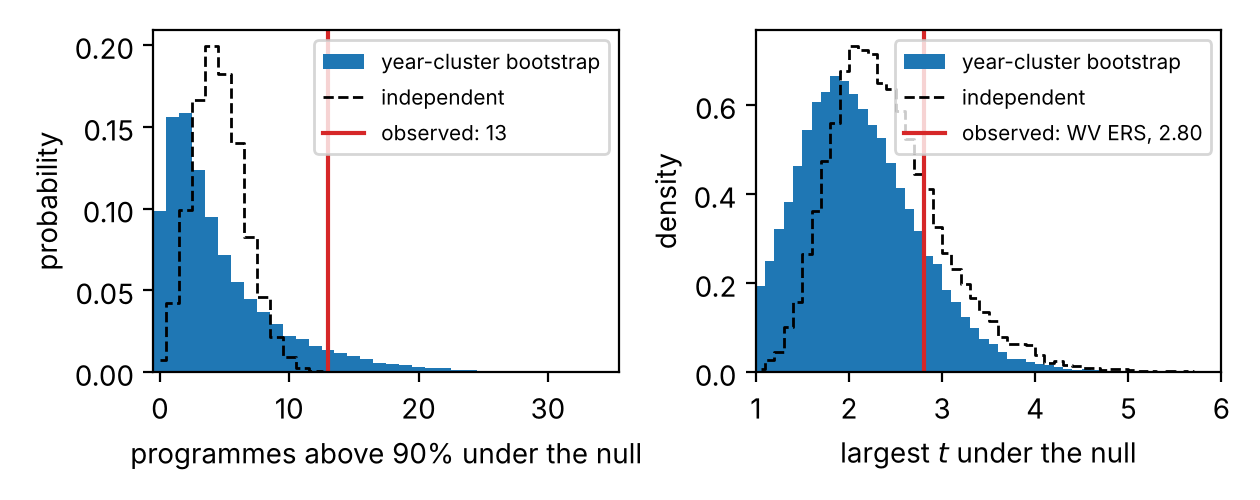 0.20
0.15
0.10
0.05
0.00
probability
0
10
20
30
programmes above 90% under the null
year-cluster bootstrap
independent
observed: 13
0.6
0.4
0.2
0.0
density
1
2
3
4
5
6
largest t under the null
year-cluster bootstrap
independent
observed: WV ERS, 2.80